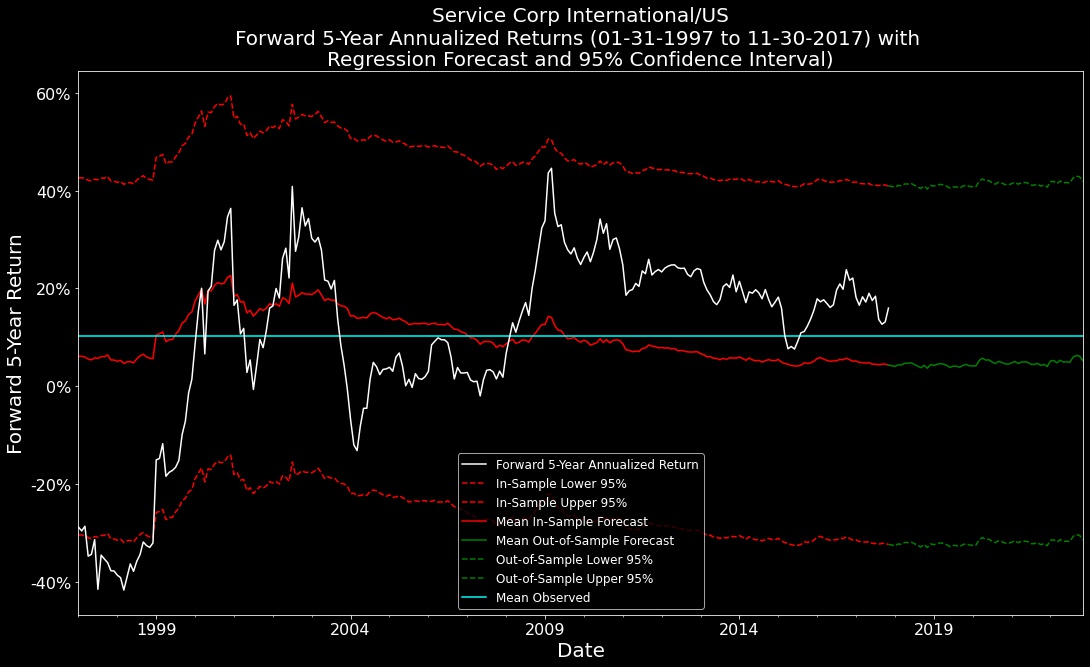 Service Corp International/US
Forward 5-Year Annualized Returns (01-31-1997 to 11-30-2017) with
Regression Forecast and 95% Confidence Interval)
Forward 5-Year Return
60%
40%
20%
0%
-20%
-40%
Forward 5-Year Annualized Return
In-Sample Lower 95%
In-Sample Upper 95%
Mean In-Sample Forecast
Mean Out-of-Sample Forecast
Out-of-Sample Lower 95%
Out-of-Sample Upper 95%
Mean Observed
1999 2004 2009 2014 2019
Date